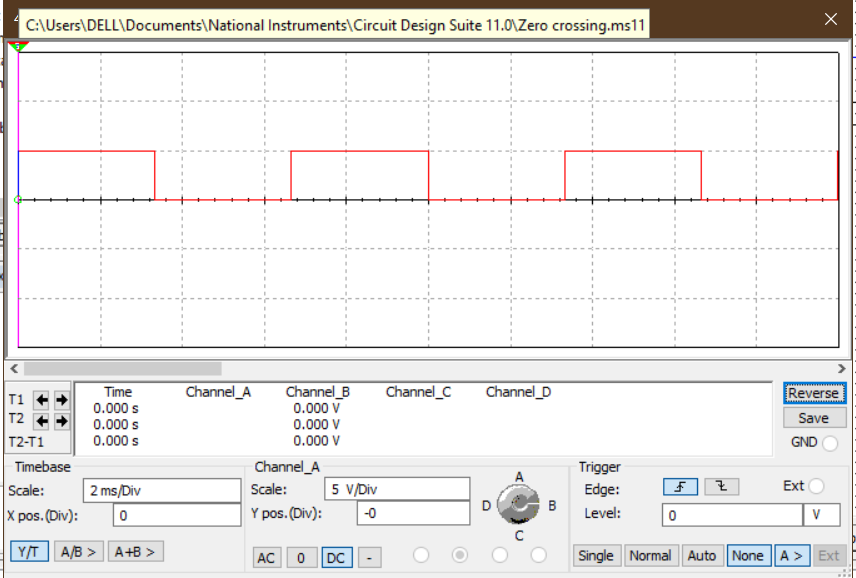 C:\Users\DELL\Documents\National Instruments\Circuit Design Suite 11.0\Zero crossing.ms11
Time Channel_A Channel_B Channel_C Channel_D
T1 0.000 s 0.000 V
T2 0.000 s 0.000 V
T2-T1 0.000 s 0.000 V
Reverse
Save
GND
Timebase
Scale: 2 ms/Div
X pos.(Div): 0
Y/T A/B > A+B >
Channel_A
Scale: 5 V/Div
Y pos.(Div): -0
AC 0 DC -
A
D B
C
Trigger
Edge: Ext
Level: 0 V
Single Normal Auto None A > Ext